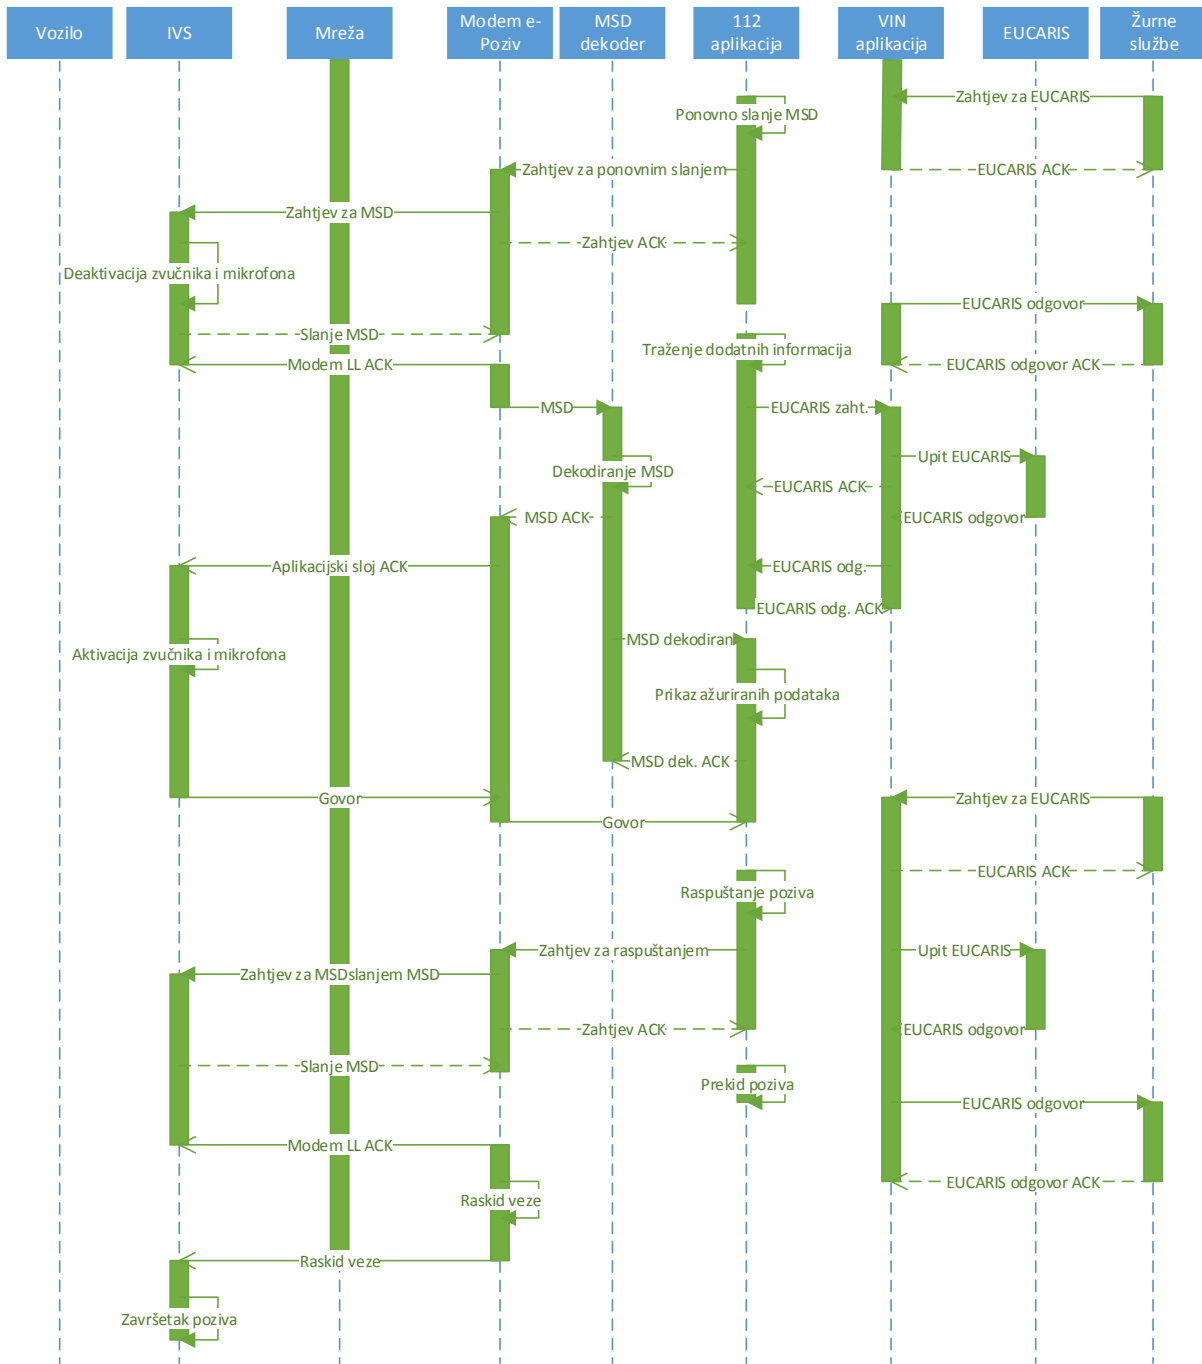 Vozilo
IVS
Mreža
Modem e-
Poziv
MSD
dekoder
112
aplikacija
VIN
aplikacija
EUCARIS
Žurne
službe
Zahtjev za EUCARIS
Ponovno slanje MSD
Zahtjev za ponovnim slanjem
EUCARIS ACK
Zahtjev za MSD
Zahtjev ACK
Deaktivacija zvučnika i mikrofona
EUCARIS odgovor
Slanje MSD
Traženje dodatnih informacija
Modem LL ACK
EUCARIS odgovor ACK
MSD
EUCARIS zaht.
Upit EUCARIS
Dekodiranje MSD
EUCARIS ACK
MSD ACK
EUCARIS odgovor
Aplikacijski sloj ACK
EUCARIS odg.
EUCARIS odg. ACK
MSD dekodiran
Aktivacija zvučnika i mikrofona
Prikaz ažuriranih podataka
MSD dek. ACK
Govor
Zahtjev za EUCARIS
Govor
EUCARIS ACK
Raspuštanje poziva
Zahtjev za raspuštanjem
Upit EUCARIS
Zahtjev za MSDslanjem MSD
Zahtjev ACK
EUCARIS odgovor
Slanje MSD
Prekid poziva
EUCARIS odgovor
Modem LL ACK
EUCARIS odgovor ACK
Raskid veze
Raskid veze
Završetak poziva